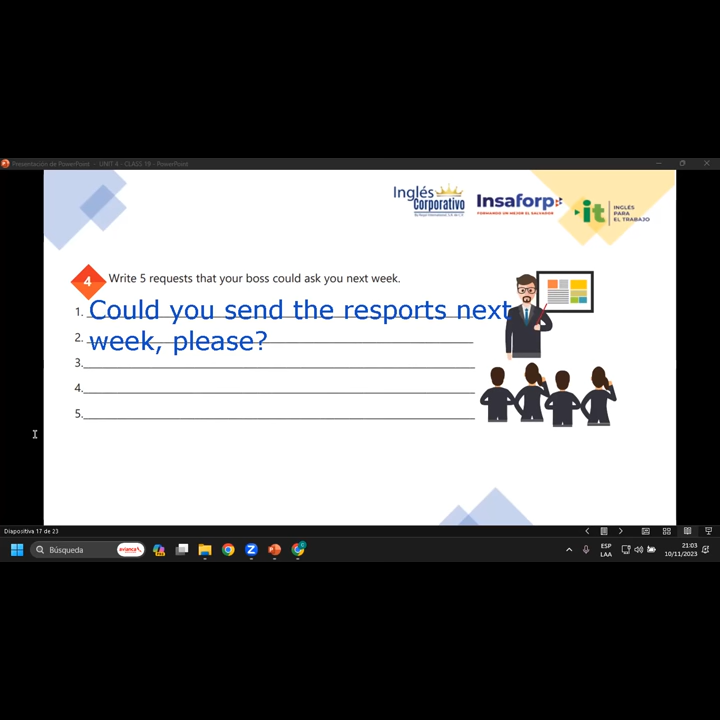 Presentación de PowerPoint - UNIT X - CLASS 19 - PowerPoint
Inglés
Corporativo
Insaforp
FORMANDO UN MEJOR EL SALVADOR
it
INGLÉS
PARA
EL TRABAJO
4
Write 5 requests that your boss could ask you next week.
1.
Could you send the resports next
2.
week, please?
3.
4.
5.
Diapositiva 17 de 23
Búsqueda
avianca
ESP
LAA
21:03
10/11/2023